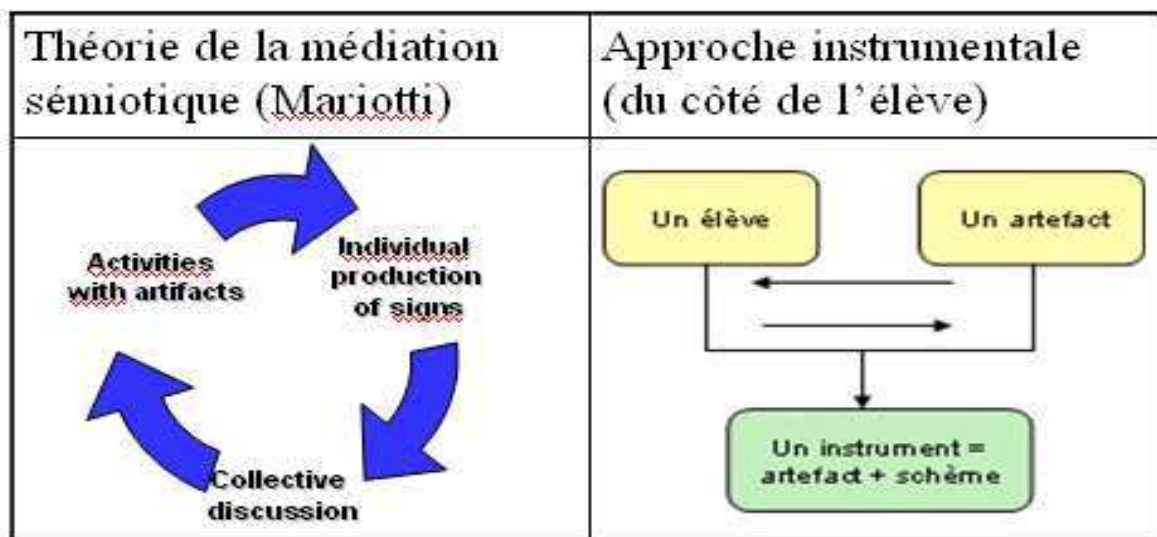 Théorie de la médiation
sémiotique (Mariotti)
Approche instrumentale
(du côté de l'élève)
Activities
with artifacts
Individual
production
of signs
Collective
discussion
Un élève
Un artefact
Un instrument =
artefact + schème